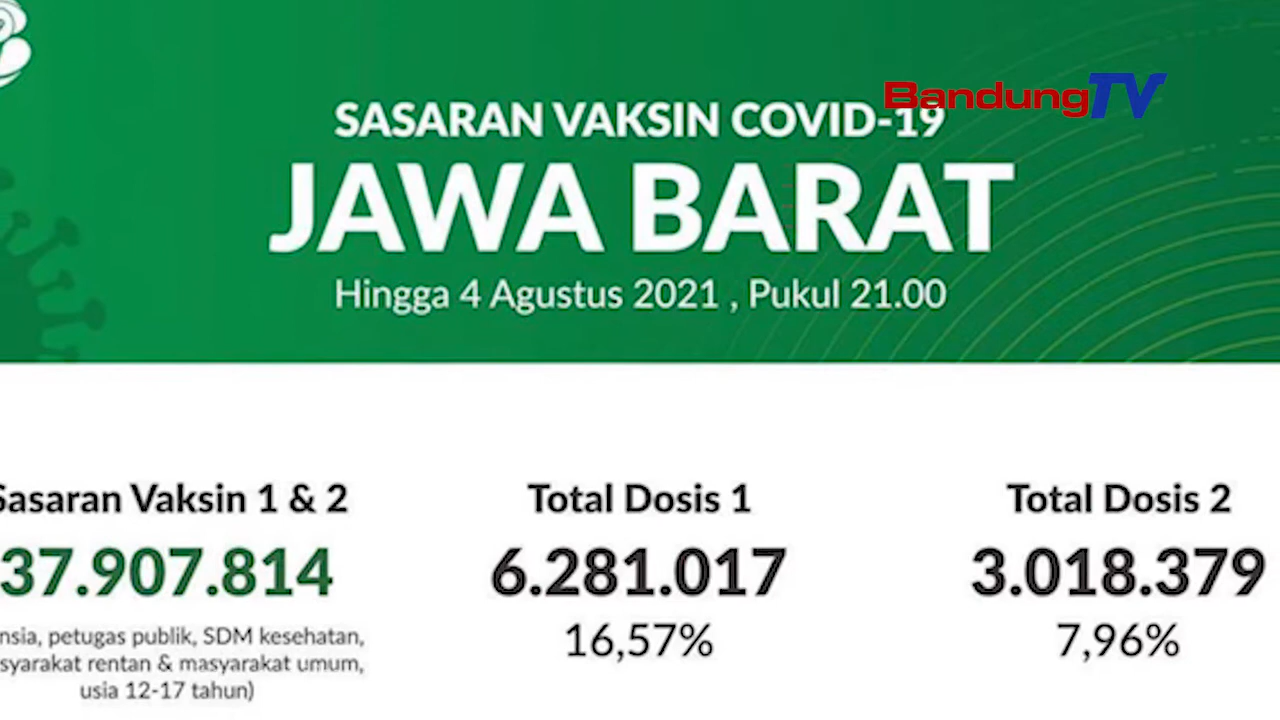 BandungTV
SASARAN VAKSIN COVID-19
JAWA BARAT
Hingga 4 Agustus 2021 , Pukul 21.00
Sasaran Vaksin 1 & 2
37.907.814
nsia, petugas publik, SDM kesehatan,
syarakat rentan & masyarakat umum,
usia 12-17 tahun)
Total Dosis 1
6.281.017
16,57%
Total Dosis 2
3.018.379
7,96%